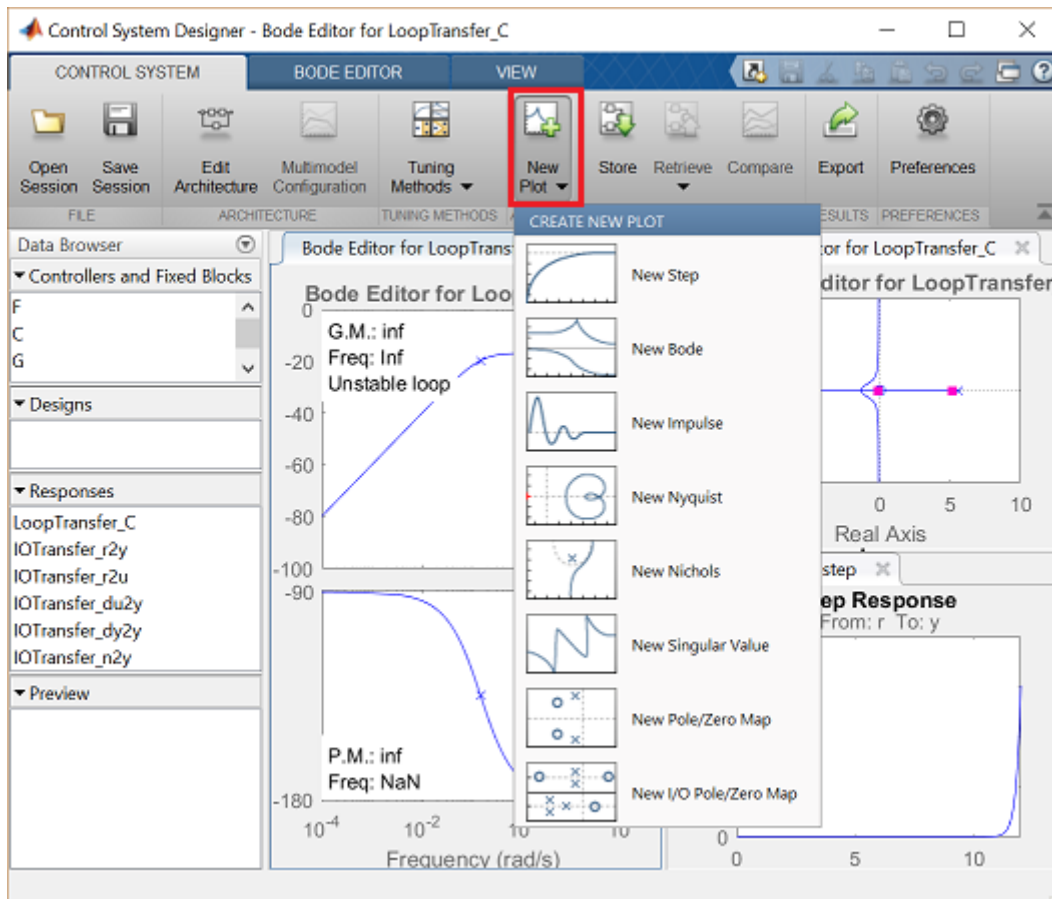 Control System Designer - Bode Editor for LoopTransfer_C
CONTROL SYSTEM
BODE EDITOR
VIEW
Open Session
Save Session
Edit Architecture
Multimodel Configuration
Tuning Methods
New Plot
Store
Retrieve
Compare
Export
Preferences
FILE
ARCHITECTURE
TUNING METHODS
ESULTS
PREFERENCES
CREATE NEW PLOT
New Step
New Bode
New Impulse
New Nyquist
New Nichols
New Singular Value
New Pole/Zero Map
New I/O Pole/Zero Map
Data Browser
Controllers and Fixed Blocks
F
C
G
Designs
Responses
LoopTransfer_C
IOTransfer_r2y
IOTransfer_r2u
IOTransfer_du2y
IOTransfer_dy2y
IOTransfer_n2y
Preview
Bode Editor for LoopTrans
Bode Editor for Loo
0
G.M.: inf
Freq: Inf
Unstable loop
-20
-40
-60
-80
-100
-90
P.M.: inf
Freq: NaN
-180
10-4
10-2
10
10
Frequency (rad/s)
or for LoopTransfer_C
ditor for LoopTransfer
0
5
10
Real Axis
step
ep Response
From: r To: y
0
0
5
10